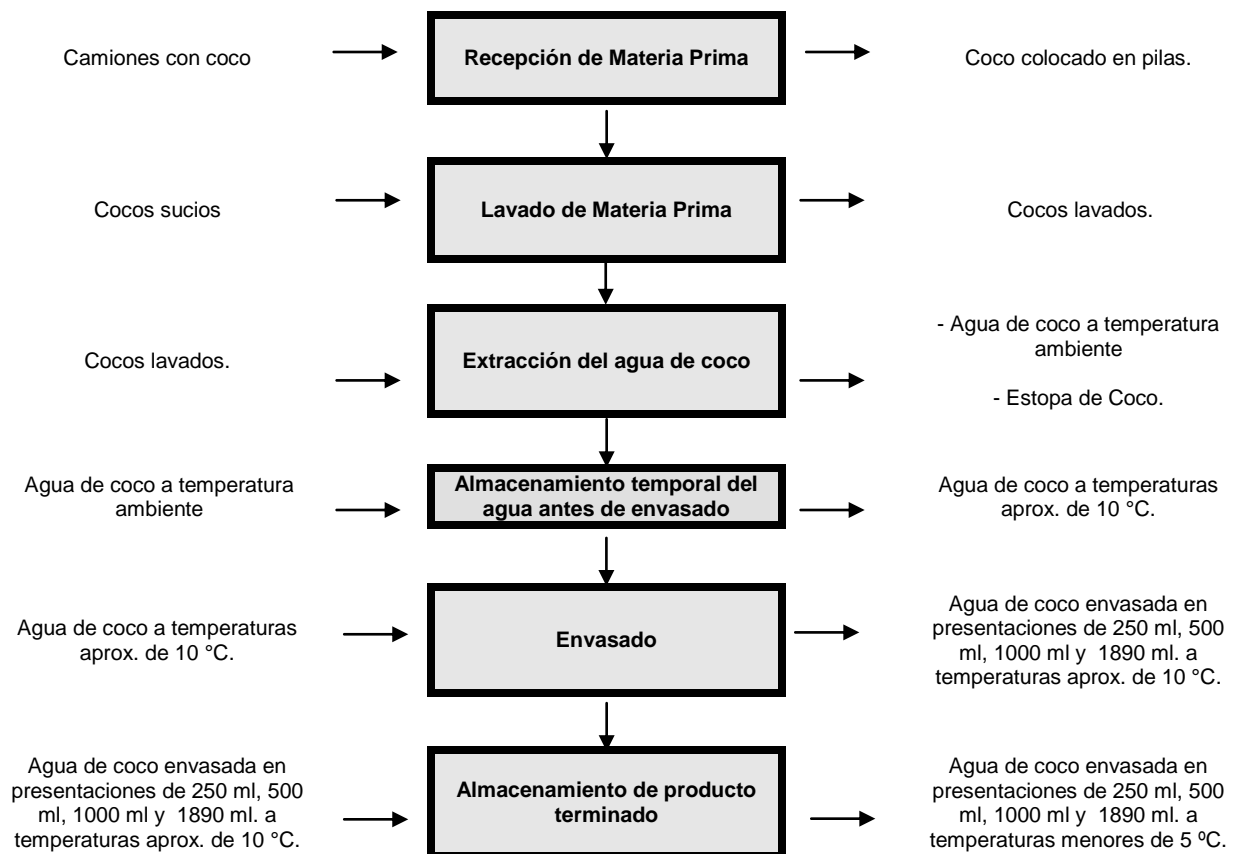 Camiones con coco
Recepción de Materia Prima
Coco colocado en pilas.
Cocos sucios
Lavado de Materia Prima
Cocos lavados.
Cocos lavados.
Extracción del agua de coco
- Agua de coco a temperatura
ambiente
- Estopa de Coco.
Agua de coco a temperatura
ambiente
Almacenamiento temporal del
agua antes de envasado
Agua de coco a temperaturas
aprox. de 10 °C.
Agua de coco a temperaturas
aprox. de 10 °C.
Envasado
Agua de coco envasada en
presentaciones de 250 ml, 500
ml, 1000 ml y  1890 ml. a
temperaturas aprox. de 10 °C.
Agua de coco envasada en
presentaciones de 250 ml, 500
ml, 1000 ml y  1890 ml. a
temperaturas aprox. de 10 °C.
Almacenamiento de producto
terminado
Agua de coco envasada en
presentaciones de 250 ml, 500
ml, 1000 ml y  1890 ml. a
temperaturas menores de 5 ºC.